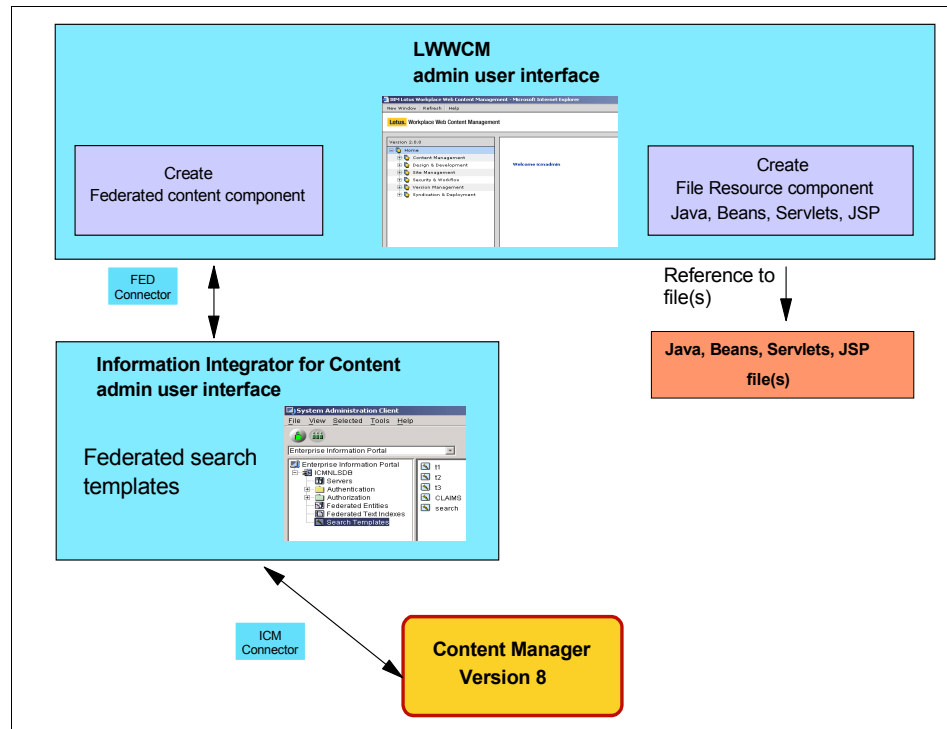 LWWCM
admin user interface
IBM Lotus Workplace Web Content Management - Microsoft Internet Explorer
New Window Refresh Help
Lotus. Workplace Web Content Management
Version 2.0.0
Home
Content Management
Design & Development
Site Management
Security & Workflow
Version Management
Syndication & Deployment
Welcome icmadmin
Create
Federated content component
Create
File Resource component
Java, Beans, Servlets, JSP
FED
Connector
Reference to
file(s)
Java, Beans, Servlets, JSP
file(s)
Information Integrator for Content
admin user interface
Federated search
templates
System Administration Client
File View Selected Tools Help
Enterprise Information Portal
Enterprise Information Portal
ICMNLSDB
Servers
Authentication
Authorization
Federated Entities
Federated Text Indexes
Search Templates
t1
t2
t3
CLAIMS
search
ICM
Connector
Content Manager
Version 8